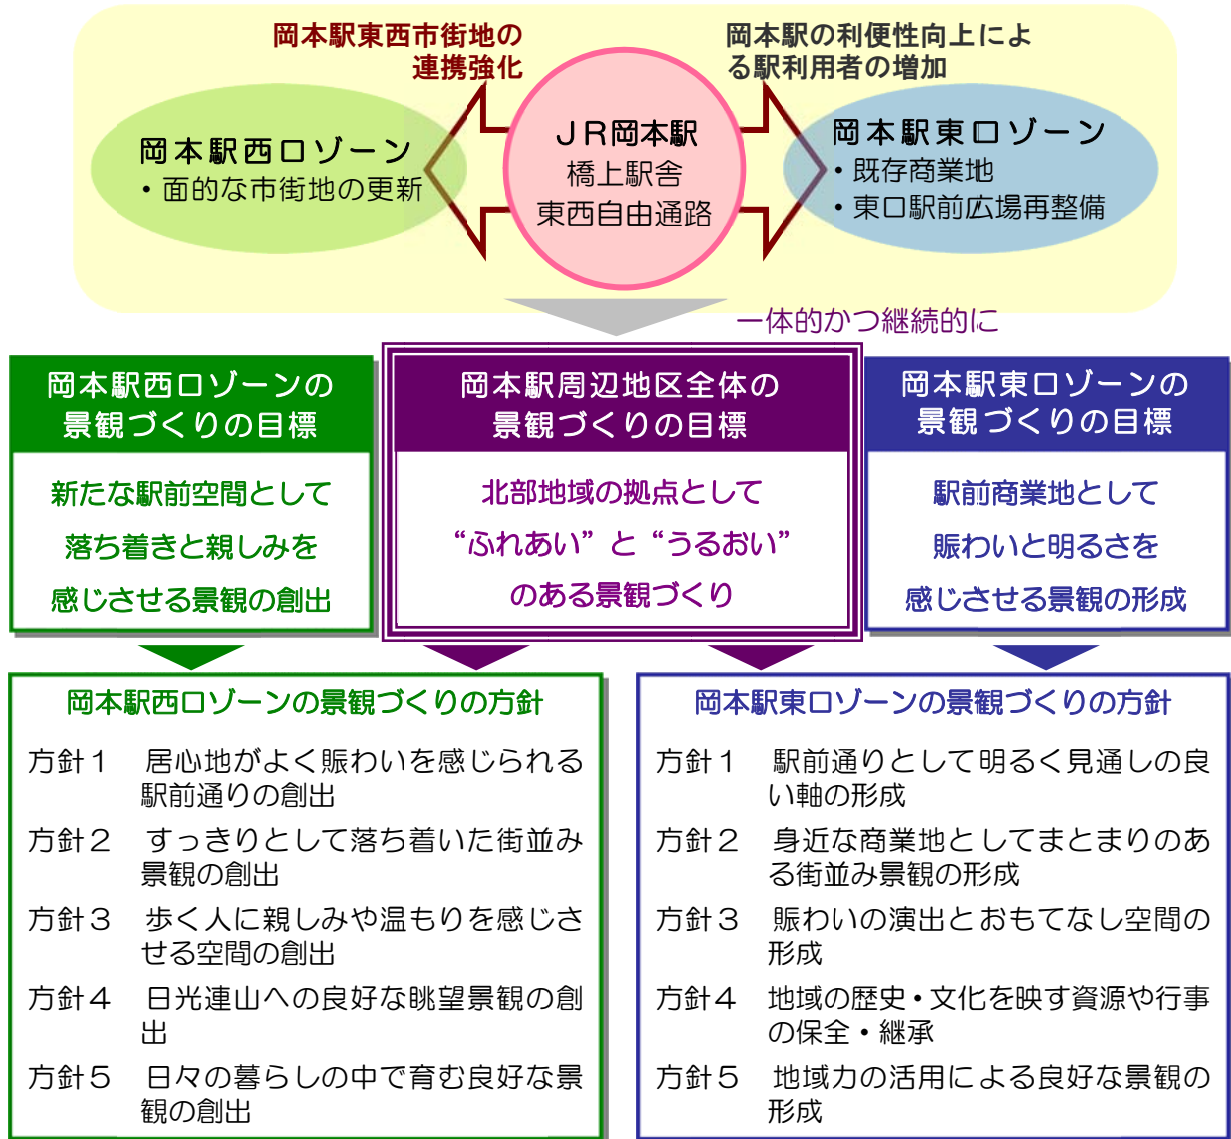 岡本駅東西市街地の
連携強化
岡本駅の利便性向上によ
る駅利用者の増加
岡本駅西口ゾーン
・面的な市街地の更新
ＪＲ岡本駅
橋上駅舎
東西自由通路
岡本駅東口ゾーン
・既存商業地
・東口駅前広場再整備
一体的かつ継続的に
岡本駅西口ゾーンの
景観づくりの目標
新たな駅前空間として
落ち着きと親しみを
感じさせる景観の創出
岡本駅周辺地区全体の
景観づくりの目標
北部地域の拠点として
“ふれあい”と“うるおい”
のある景観づくり
岡本駅東口ゾーンの
景観づくりの目標
駅前商業地として
賑わいと明るさを
感じさせる景観の形成
岡本駅西口ゾーンの景観づくりの方針
方針１　居心地がよく賑わいを感じられる
駅前通りの創出
方針２　すっきりとして落ち着いた街並み
景観の創出
方針３　歩く人に親しみや温もりを感じさ
せる空間の創出
方針４　日光連山への良好な眺望景観の創
出
方針５　日々の暮らしの中で育む良好な景
観の創出
岡本駅東口ゾーンの景観づくりの方針
方針１　駅前通りとして明るく見通しの良
い軸の形成
方針２　身近な商業地としてまとまりのあ
る街並み景観の形成
方針３　賑わいの演出とおもてなし空間の
形成
方針４　地域の歴史・文化を映す資源や行事
の保全・継承
方針５　地域力の活用による良好な景観の
形成